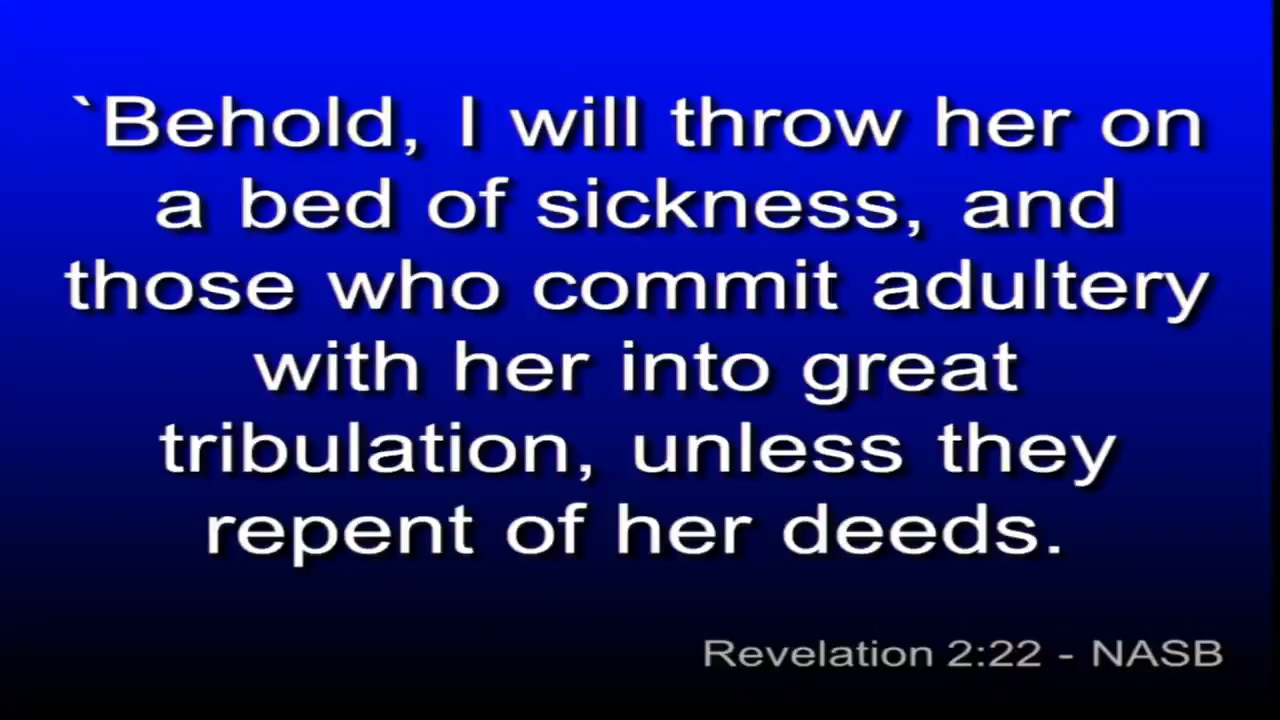 `Behold, I will throw her on
a bed of sickness, and
those who commit adultery
with her into great
tribulation, unless they
repent of her deeds.
Revelation 2:22 - NASB